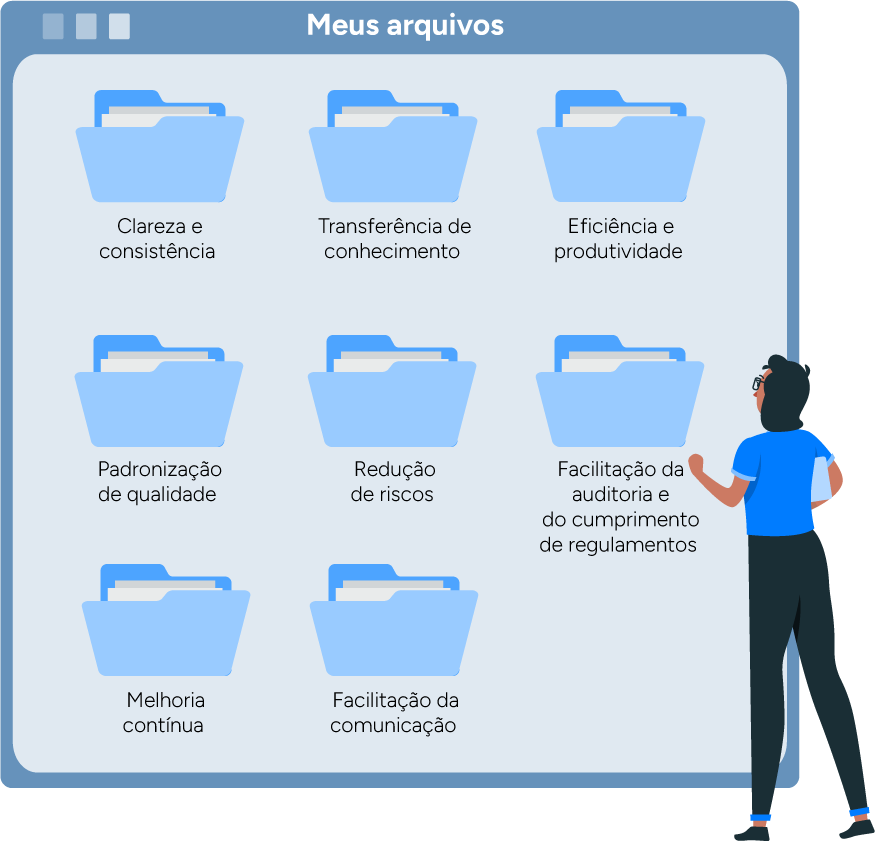 Meus arquivos
Clareza e
consistência
Transferência de
conhecimento
Eficiência e
produtividade
Padronização
de qualidade
Redução
de riscos
Facilitação da
auditoria e
do cumprimento
de regulamentos
Melhoria
contínua
Facilitação da
comunicação